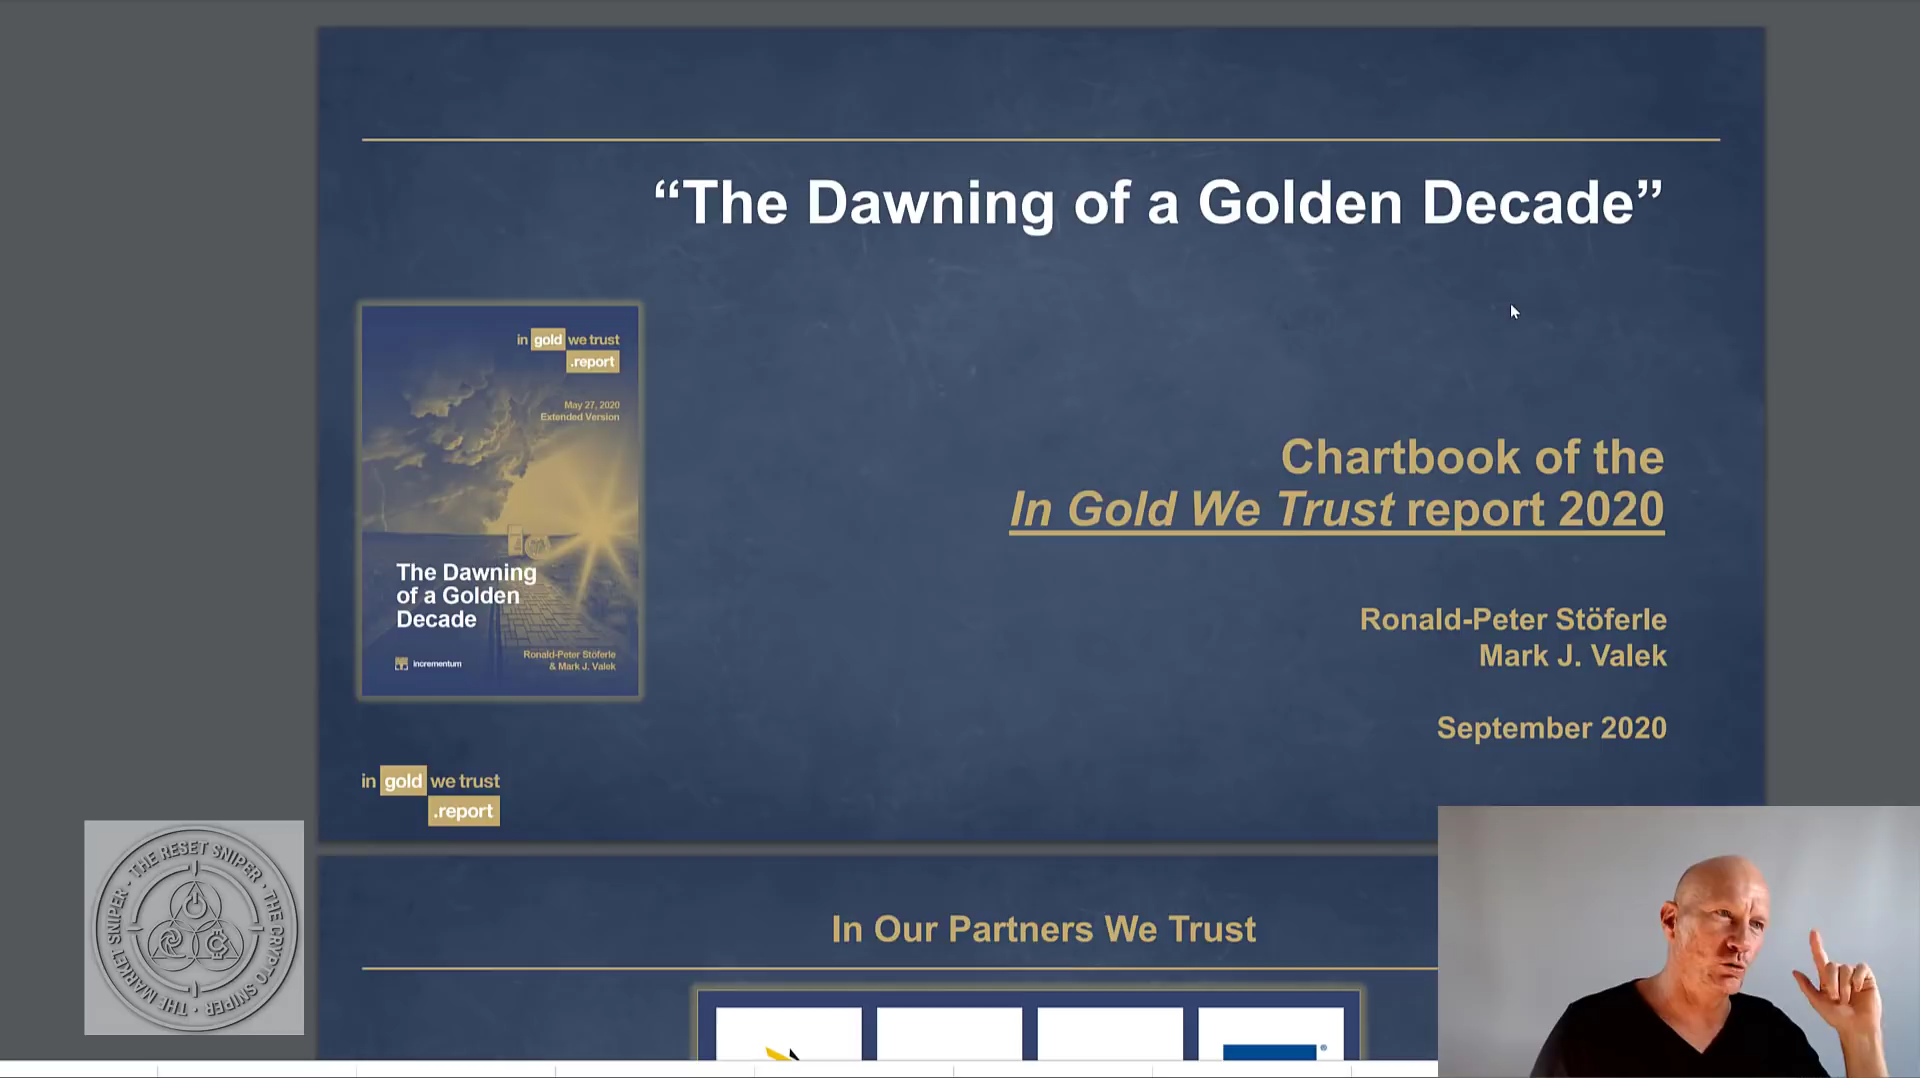 “The Dawning of a Golden Decade”
in gold we trust
.report
May 27, 2020
Extended Version
The Dawning
of a Golden
Decade
incrementum
Ronald-Peter Stöferle
& Mark J. Valek
Chartbook of the
In Gold We Trust report 2020
Ronald-Peter Stöferle
Mark J. Valek
September 2020
in gold we trust
.report
THE RESET SNIPER · THE CRYPTO SNIPER · THE MARKET SNIPER ·
In Our Partners We Trust
®